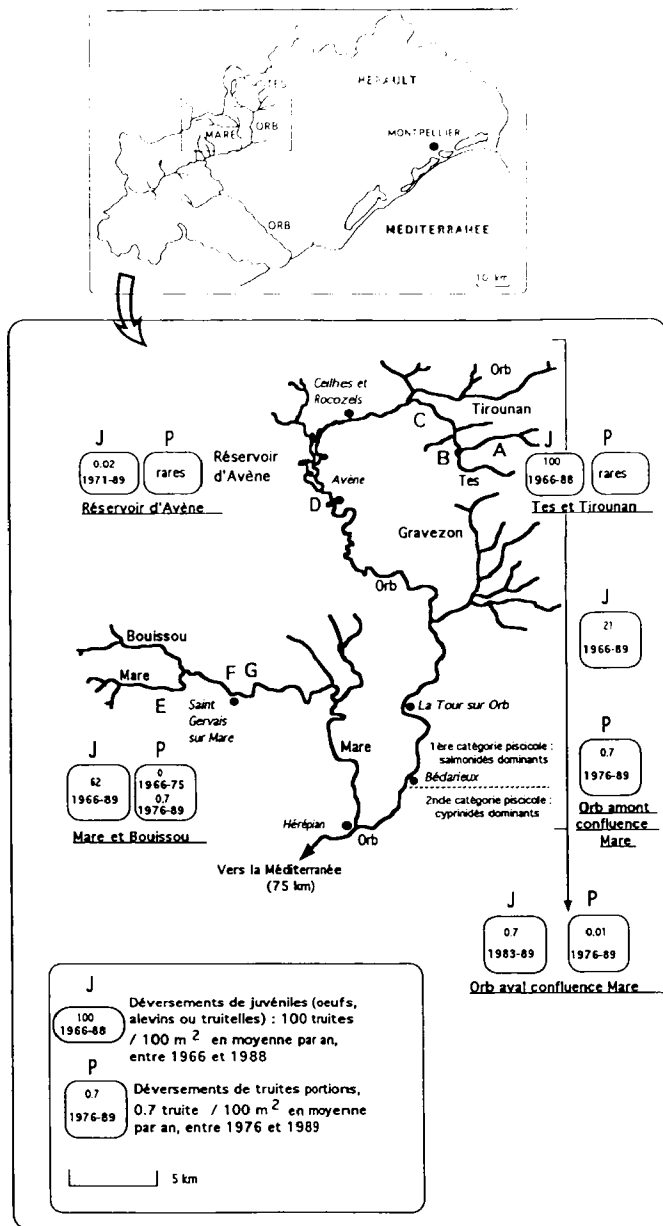 HERAULT
MARE
ORB
MONTPELLIER
ORB
MEDITERRANEE
10 km
Ceilhes et
Rocozels
Orb
Tirounan
C
A
B
Tes
J
P
0.02
1971-89
rares
Réservoir d'Avène
Réservoir
d'Avène
Avène
D
J
P
100
1966-88
rares
Tes et Tirounan
Gravezon
Orb
Bouissou
Mare
E
F
G
Saint
Gervais
sur Mare
Mare
J
P
62
1966-89
0
1966-75
0.7
1976-89
Mare et Bouissou
J
21
1966-89
La Tour sur Orb
1ère catégorie piscicole :
salmonidés dominants
Bédarieux
2nde catégorie piscicole :
cyprinidés dominants
P
0.7
1976-89
Orb amont
confluence
Mare
Hérépian
Orb
Vers la Méditerranée
(75 km)
J
P
0.7
1983-89
0.01
1976-89
Orb aval confluence Mare
J
100
1966-88
Déversements de juvéniles (oeufs,
alevins ou truitelles) : 100 truites
/ 100 m 2 en moyenne par an,
entre 1966 et 1988
P
0.7
1976-89
Déversements de truites portions,
0.7 truite / 100 m 2 en moyenne
par an, entre 1976 et 1989
5 km